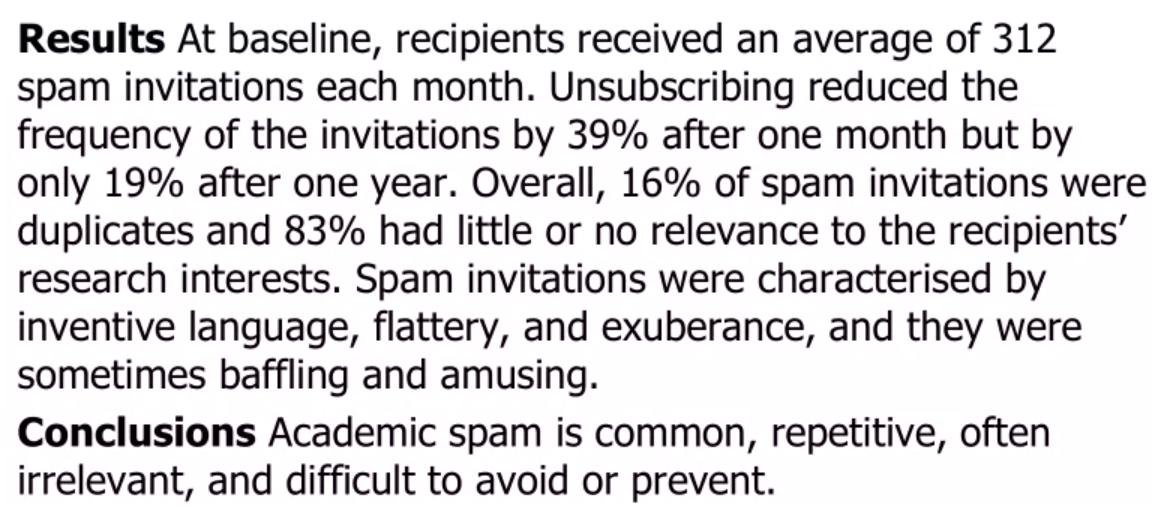 Results At baseline, recipients received an average of 312
spam invitations each month. Unsubscribing reduced the
frequency of the invitations by 39% after one month but by
only 19% after one year. Overall, 16% of spam invitations were
duplicates and 83% had little or no relevance to the recipients’
research interests. Spam invitations were characterised by
inventive language, flattery, and exuberance, and they were
sometimes baffling and amusing.
Conclusions Academic spam is common, repetitive, often
irrelevant, and difficult to avoid or prevent.